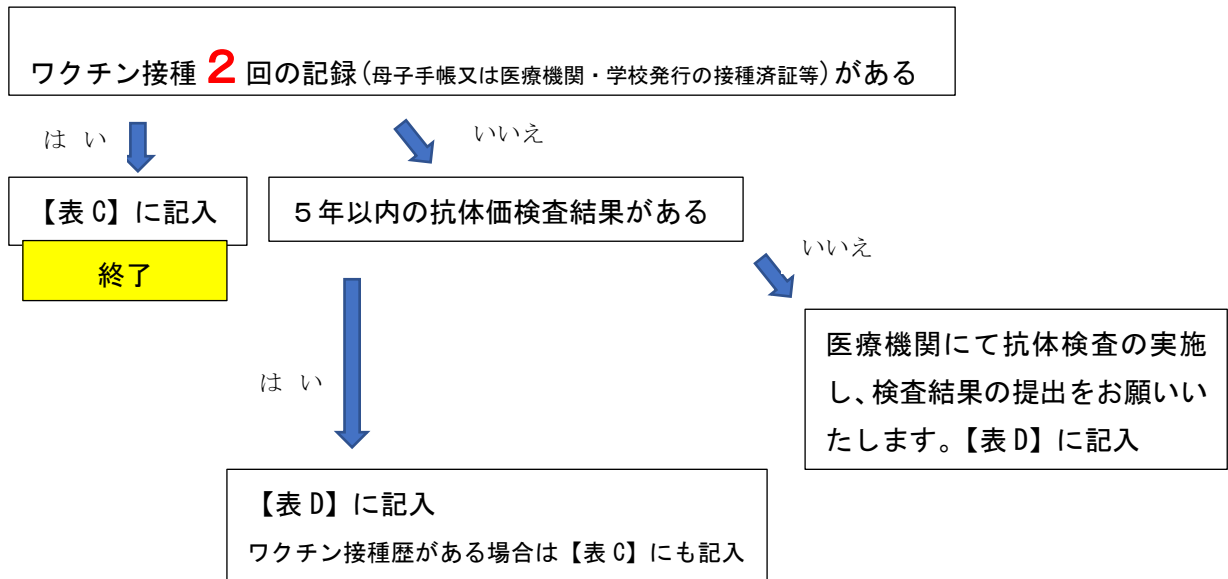 ワクチン接種 2 回の記録(母子手帳又は医療機関・学校発行の接種済証等)がある
は い
いいえ
【表 C】に記入
5年以内の抗体価検査結果がある
終了
いいえ
医療機関にて抗体検査の実施
し、検査結果の提出をお願いい
たします。【表 D】に記入
は い
【表 D】に記入
ワクチン接種歴がある場合は【表 C】にも記入